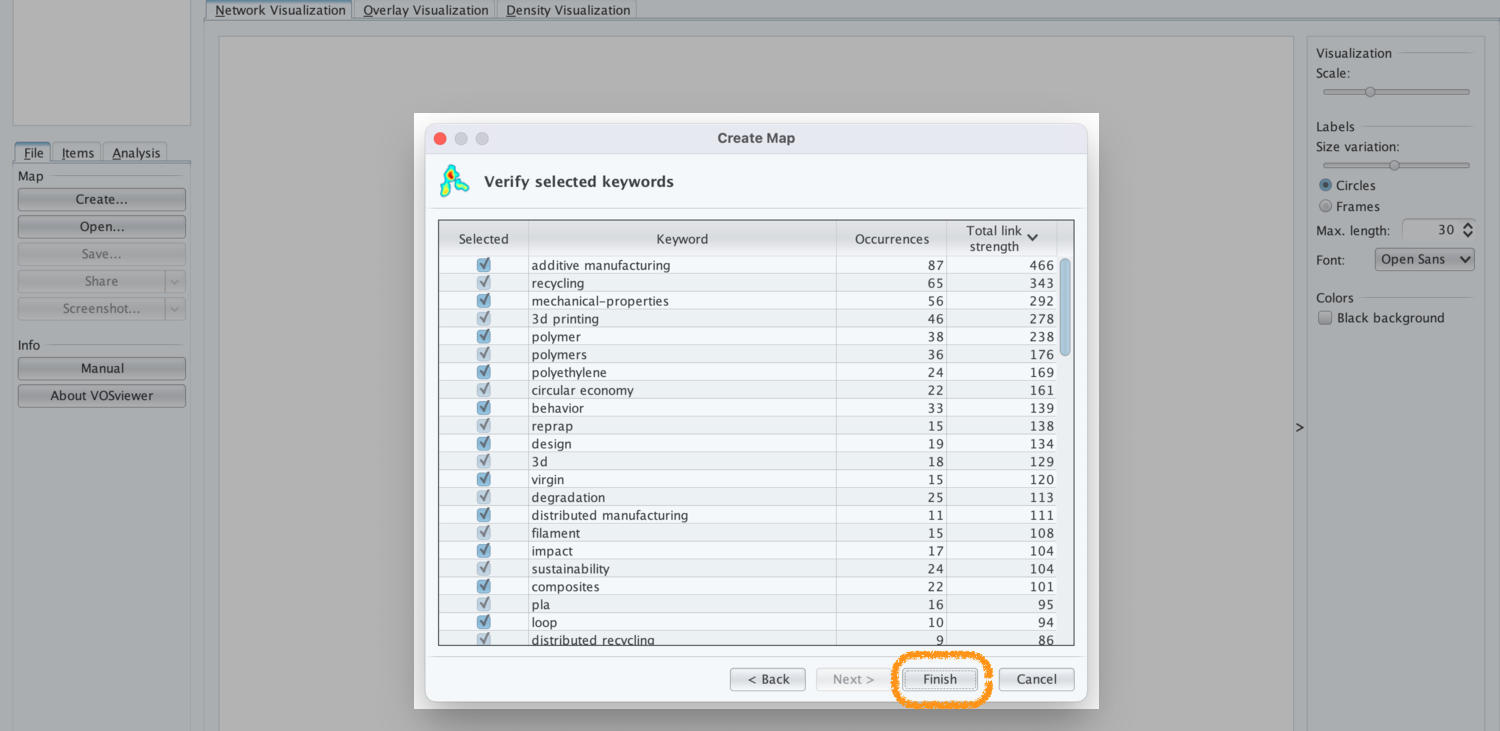 Network Visualization Overlay Visualization Density Visualization
File Items Analysis
Map
Create...
Open...
Save...
Share
Screenshot...
Info
Manual
About VOSviewer
Create Map
Verify selected keywords
Selected Keyword Occurrences Total link strength
additive manufacturing 87 466
recycling 65 343
mechanical-properties 56 292
3d printing 46 278
polymer 38 238
polymers 36 176
polyethylene 24 169
circular economy 22 161
behavior 33 139
reprap 15 138
design 19 134
3d 18 129
virgin 15 120
degradation 25 113
distributed manufacturing 11 111
filament 15 108
impact 17 104
sustainability 24 104
composites 22 101
pla 16 95
loop 10 94
distributed recycling 9 86
< Back Next > Finish Cancel
>
Visualization
Scale:
Labels
Size variation:
Circles
Frames
Max. length: 30
Font: Open Sans
Colors
Black background